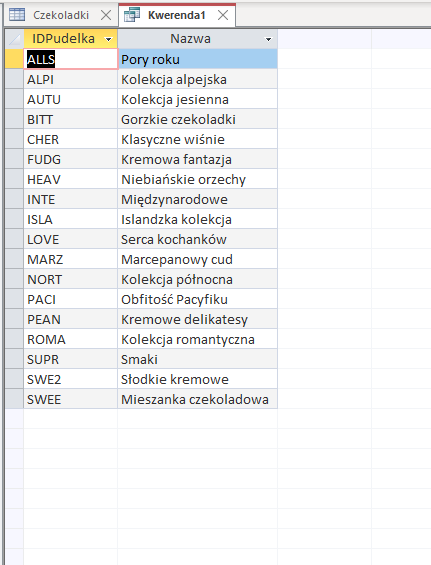 Czekoladki Kwerenda1
IDPudelka Nazwa
ALLS Pory roku
ALPI Kolekcja alpejska
AUTU Kolekcja jesienna
BITT Gorzkie czekoladki
CHER Klasyczne wiśnie
FUDG Kremowa fantazja
HEAV Niebiańskie orzechy
INTE Międzynarodowe
ISLA Islandzka kolekcja
LOVE Serca kochanków
MARZ Marcepanowy cud
NORT Kolekcja północna
PACI Obfitość Pacyfiku
PEAN Kremowe delikatesy
ROMA Kolekcja romantyczna
SUPR Smaki
SWE2 Słodkie kremowe
SWEE Mieszanka czekoladowa